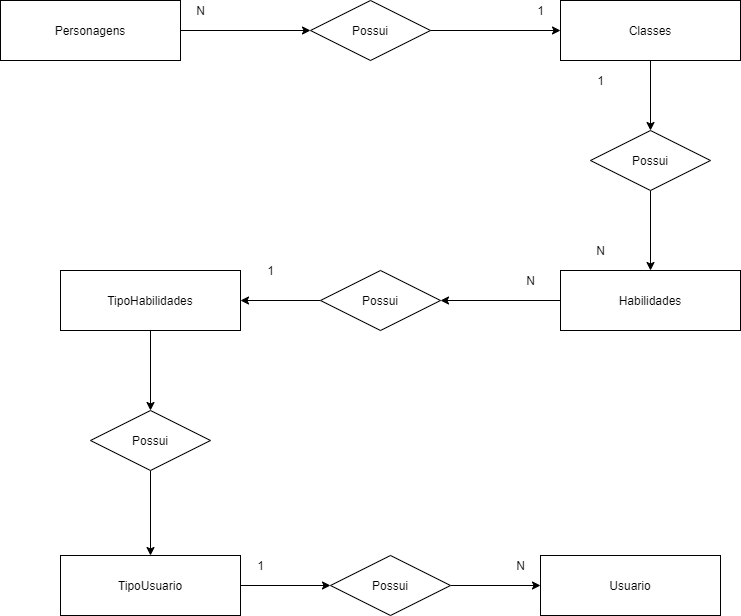 N
1
Personagens
Possui
Classes
1
Possui
N
1
N
TipoHabilidades
Possui
Habilidades
Possui
1
N
TipoUsuario
Possui
Usuario